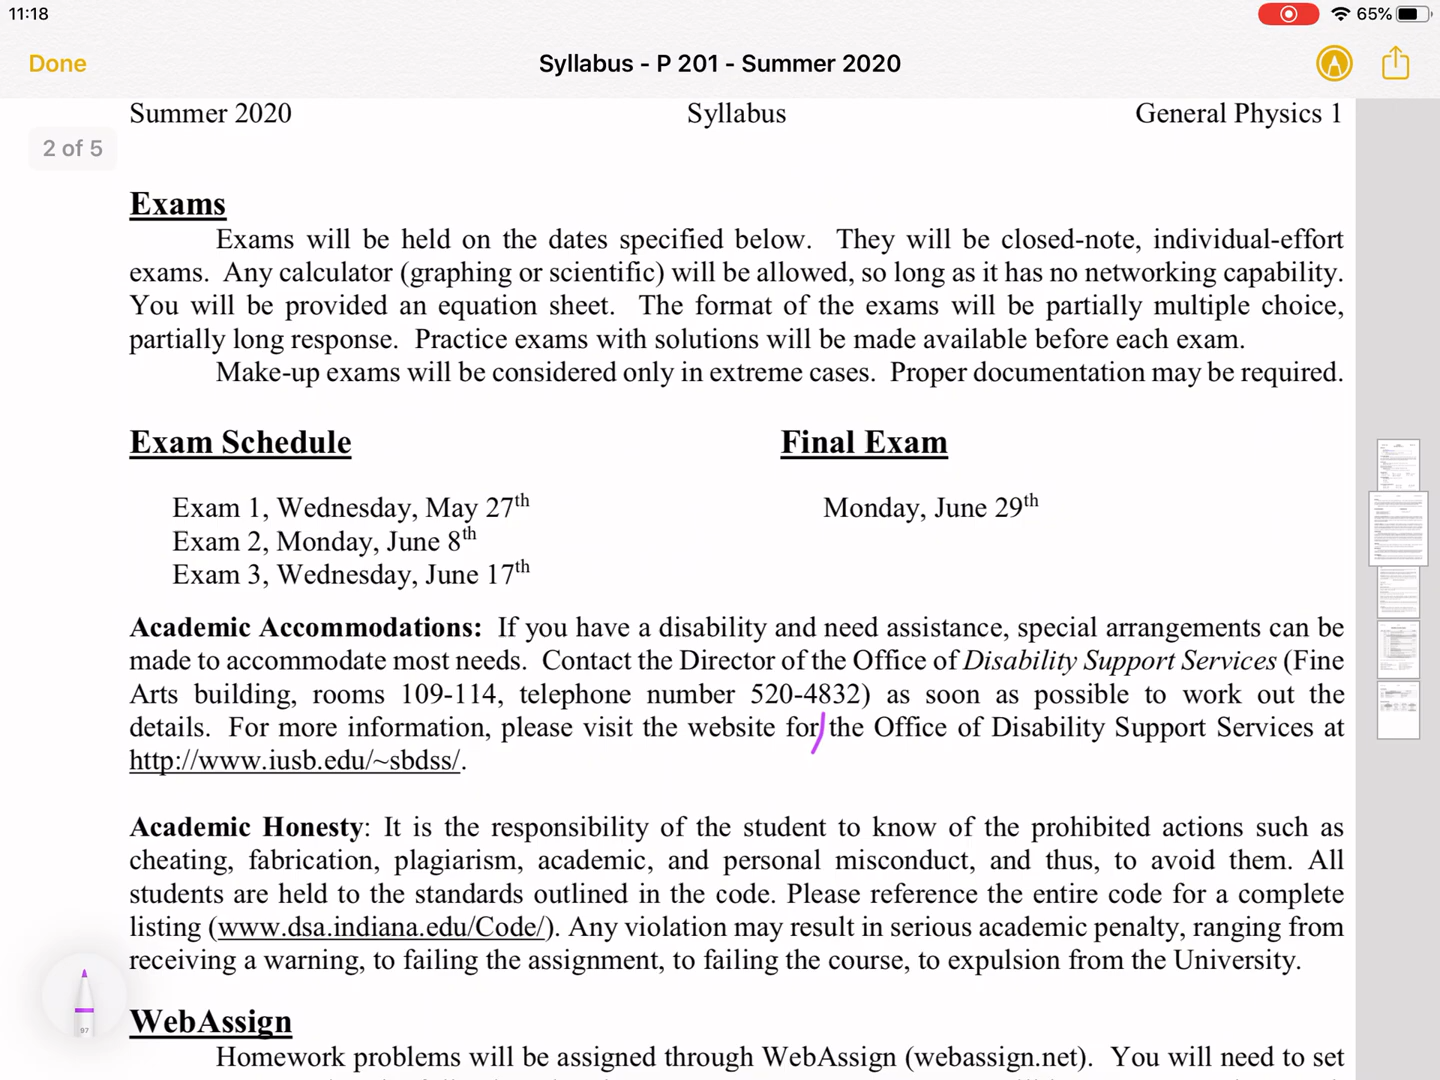 11:18
65%
Done
Syllabus - P 201 - Summer 2020
Summer 2020 Syllabus General Physics 1
2 of 5
Exams
Exams will be held on the dates specified below. They will be closed-note, individual-effort
exams. Any calculator (graphing or scientific) will be allowed, so long as it has no networking capability.
You will be provided an equation sheet. The format of the exams will be partially multiple choice,
partially long response. Practice exams with solutions will be made available before each exam.
Make-up exams will be considered only in extreme cases. Proper documentation may be required.
Exam Schedule Final Exam
Exam 1, Wednesday, May 27th Monday, June 29th
Exam 2, Monday, June 8th
Exam 3, Wednesday, June 17th
Academic Accommodations: If you have a disability and need assistance, special arrangements can be
made to accommodate most needs. Contact the Director of the Office of Disability Support Services (Fine
Arts building, rooms 109-114, telephone number 520-4832) as soon as possible to work out the
details. For more information, please visit the website for the Office of Disability Support Services at
http://www.iusb.edu/~sbdss/.
Academic Honesty: It is the responsibility of the student to know of the prohibited actions such as
cheating, fabrication, plagiarism, academic, and personal misconduct, and thus, to avoid them. All
students are held to the standards outlined in the code. Please reference the entire code for a complete
listing (www.dsa.indiana.edu/Code/). Any violation may result in serious academic penalty, ranging from
receiving a warning, to failing the assignment, to failing the course, to expulsion from the University.
97
WebAssign
Homework problems will be assigned through WebAssign (webassign.net). You will need to set